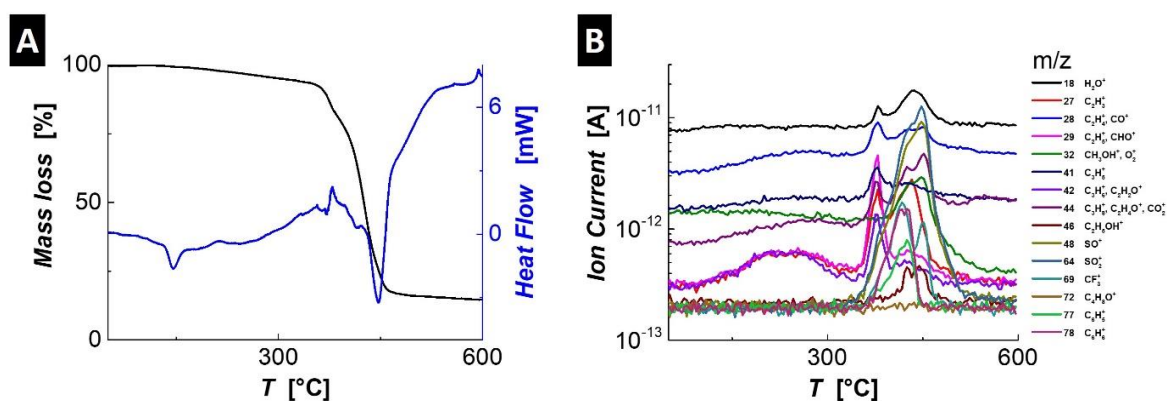 A
100
50
0
Mass loss [%]
300
600
T [°C]
6
0
Heat Flow [mW]
B
10⁻¹¹
10⁻¹²
10⁻¹³
Ion Current [A]
300
600
T [°C]
m/z
18 H₂O⁺
27 C₂H₃⁺
28 C₂H₄⁺, CO⁺
29 C₂H₅⁺, CHO⁺
32 CH₃OH⁺, O₂⁺
41 C₃H₅⁺
42 C₃H₆⁺, C₂H₂O⁺
44 C₃H₈⁺, C₂H₄O⁺, CO₂⁺
46 C₂H₅OH⁺
48 SO⁺
64 SO₂⁺
69 CF₃⁺
72 C₄H₈O⁺
77 C₆H₅⁺
78 C₆H₆⁺